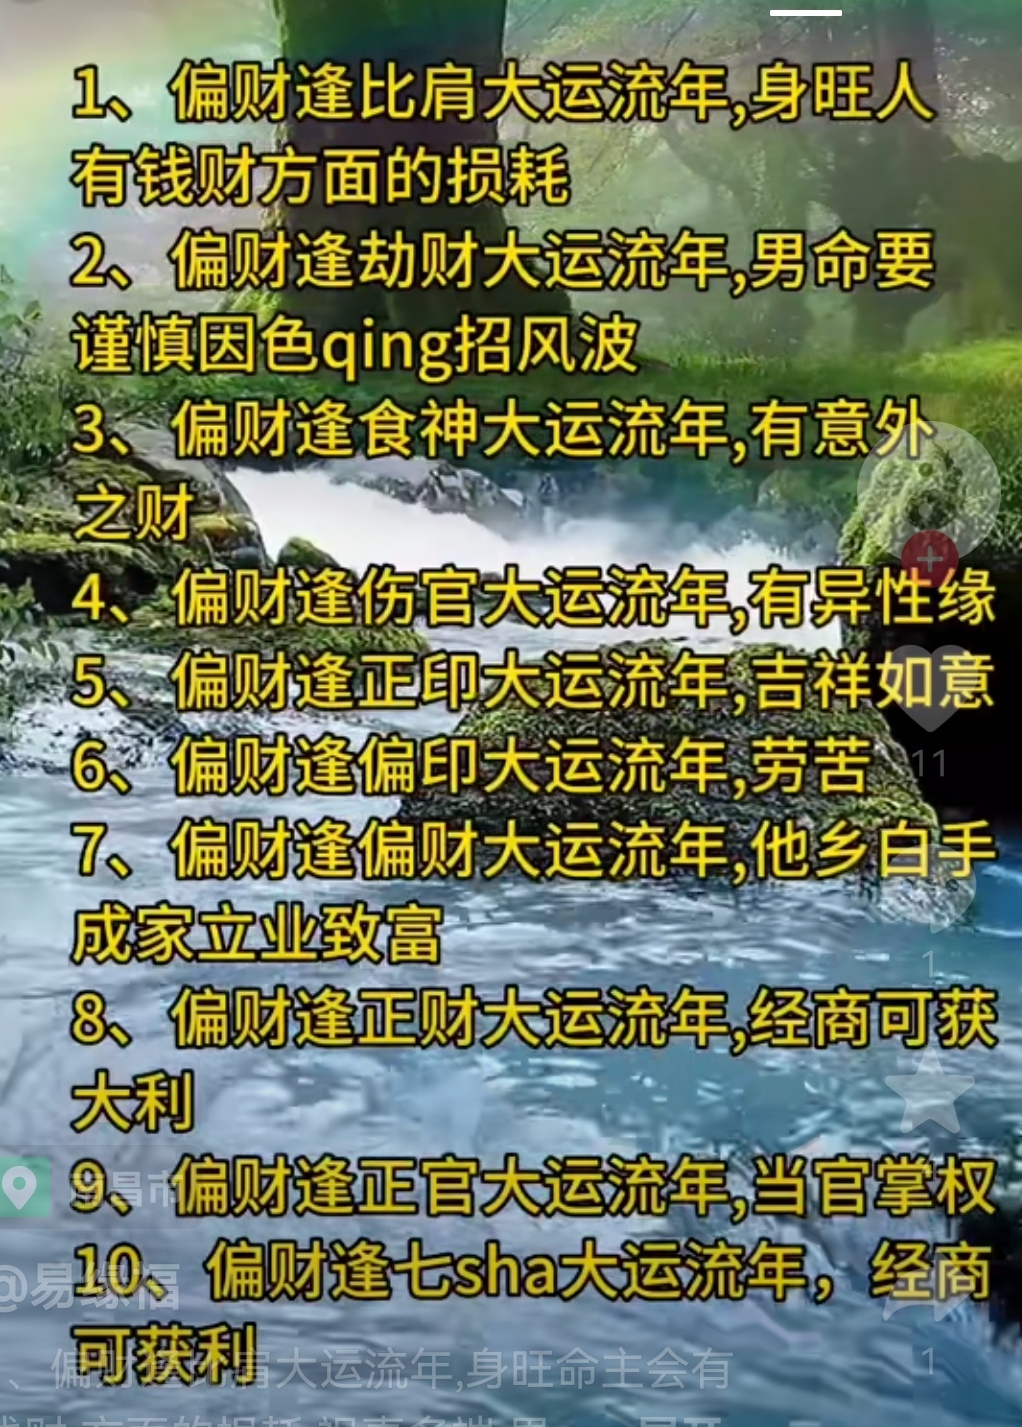 1、偏财逢比肩大运流年,身旺人
有钱财方面的损耗
2、偏财逢劫财大运流年,男命要
谨慎因色qing招风波
3、偏财逢食神大运流年,有意外
之财
4、偏财逢伤官大运流年,有异性缘
5、偏财逢正印大运流年,吉祥如意
6、偏财逢偏印大运流年,劳苦
11
7、偏财逢偏财大运流年,他乡白手
成家立业致富
1
8、偏财逢正财大运流年,经商可获
大利
9、偏财逢正官大运流年,当官掌权
南昌市
10、偏财逢七sha大运流年，经商
@易缘福
可获利
1
、偏财逢比肩大运流年,身旺命主会有